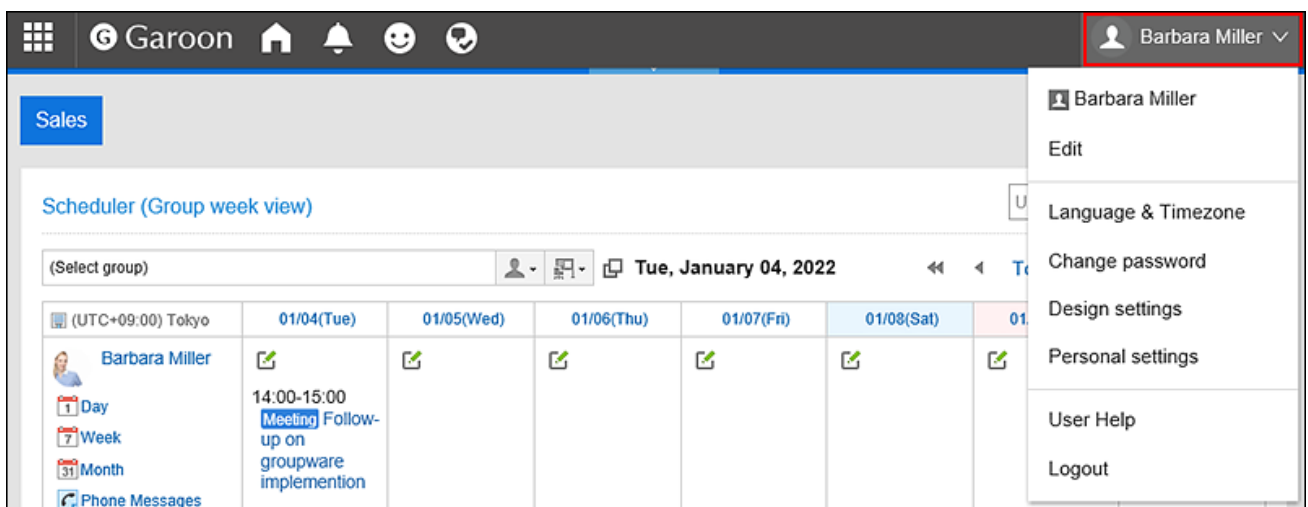 Garoon
Barbara Miller
Barbara Miller
Edit
Language & Timezone
Change password
Design settings
Personal settings
User Help
Logout
Sales
Scheduler (Group week view)
(Select group)
Tue, January 04, 2022
(UTC+09:00) Tokyo 01/04(Tue) 01/05(Wed) 01/06(Thu) 01/07(Fri) 01/08(Sat)
Barbara Miller
1 Day
7 Week
31 Month
Phone Messages
14:00-15:00
Meeting Follow-
up on
groupware
implemention